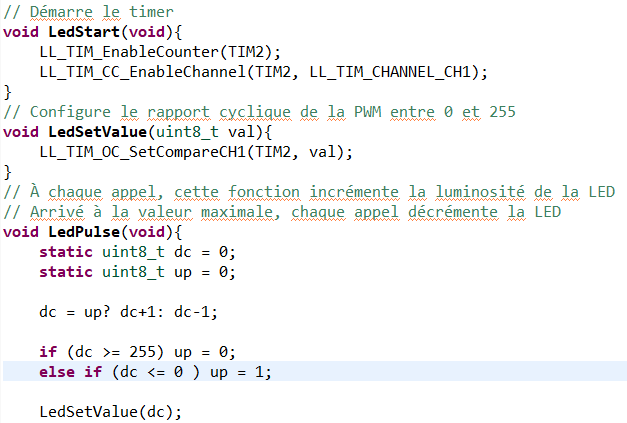 // Démarre le timer
void LedStart(void){
    LL_TIM_EnableCounter(TIM2);
    LL_TIM_CC_EnableChannel(TIM2, LL_TIM_CHANNEL_CH1);
}
// Configure le rapport cyclique de la PWM entre 0 et 255
void LedSetValue(uint8_t val){
    LL_TIM_OC_SetCompareCH1(TIM2, val);
}
// À chaque appel, cette fonction incrémente la luminosité de la LED
// Arrivé à la valeur maximale, chaque appel décrémente la LED
void LedPulse(void){
    static uint8_t dc = 0;
    static uint8_t up = 0;
    dc = up? dc+1: dc-1;
    if (dc >= 255) up = 0;
    else if (dc <= 0 ) up = 1;
    LedSetValue(dc);